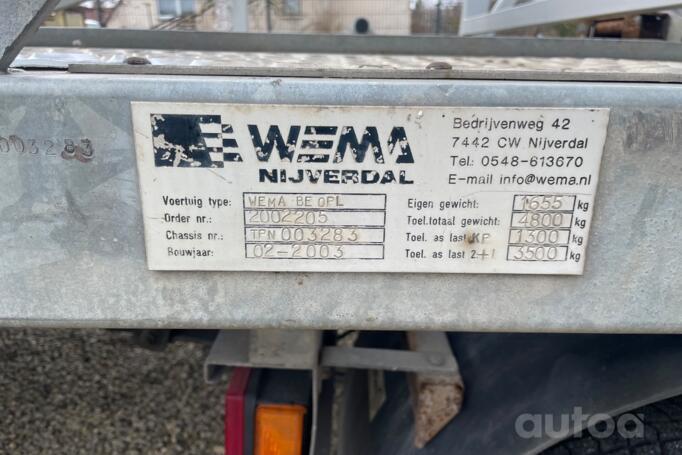 003283
WEMA
NIJVERDAL
Bedrijvenweg 42
7442 CW Nijverdal
Tel: 0548-613670
E-mail info@wema.nl
Voertuig type: WEMA BE OPL
Order nr.: 2002205
Chassis nr.: TPN 003283
Bouwjaar: 02-2003
Eigen gewicht: 1655 kg
Toel.totaal gewicht: 4800 kg
Toel. as last KP 1300 kg
Toel. as last 2+1 3500 kg
autoa